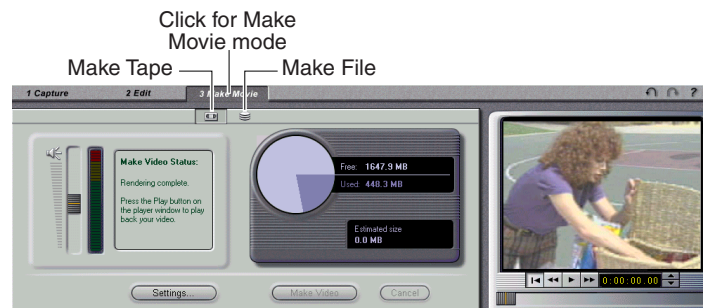 Click for Make
Movie mode
Make Tape
Make File
1 Capture
2 Edit
3 Make Movie
?
Make Video Status:
Rendering complete.
Press the Play button on
the player window to play
back your video.
Free: 1647.9 MB
Used: 448.3 MB
Estimated size
0.0 MB
Settings...
Make Video
Cancel
0:00:00.00